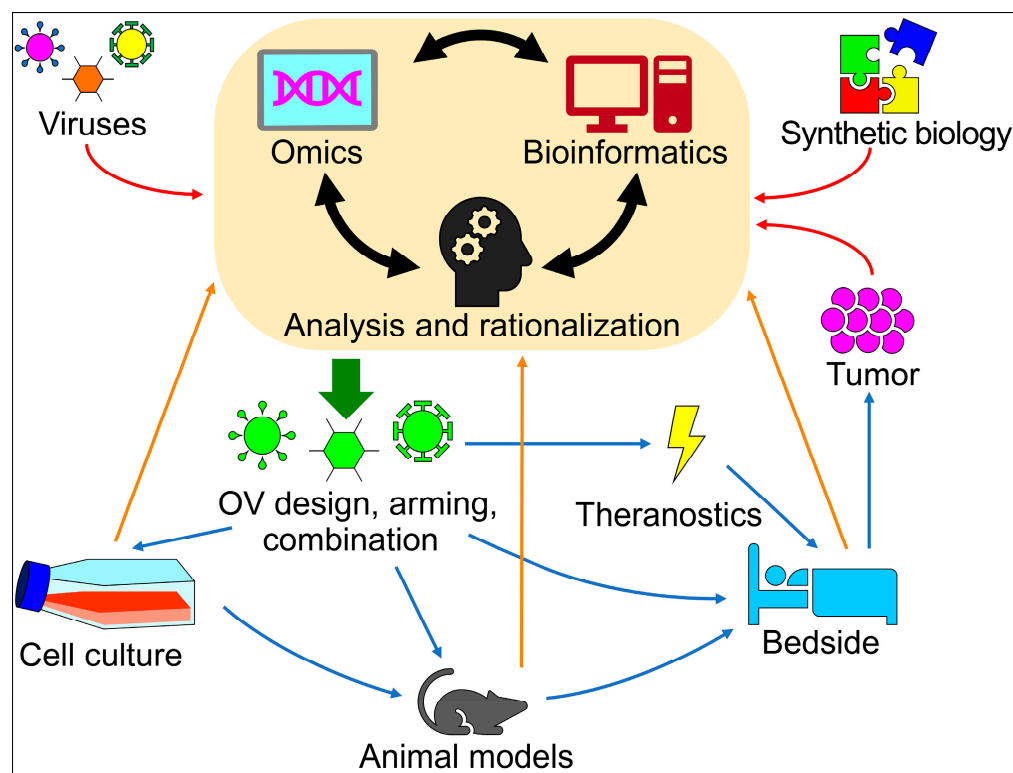 Viruses
Synthetic biology
Omics
Bioinformatics
Analysis and rationalization
Tumor
OV design, arming,
combination
Theranostics
Cell culture
Bedside
Animal models